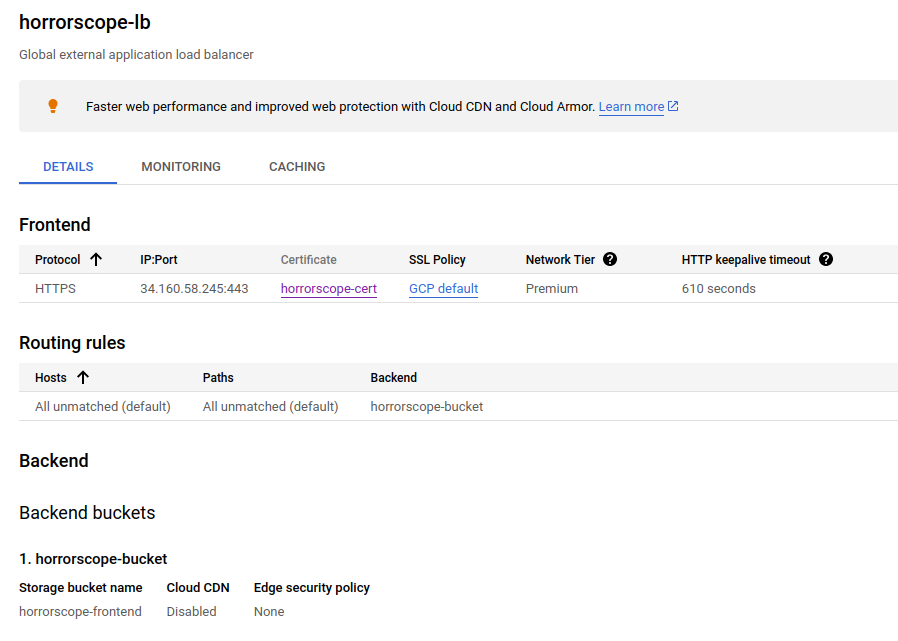 horrorscope-lb
Global external application load balancer
Faster web performance and improved web protection with Cloud CDN and Cloud Armor. Learn more
DETAILS MONITORING CACHING
Frontend
Protocol IP:Port Certificate SSL Policy Network Tier HTTP keepalive timeout
HTTPS 34.160.58.245:443 horrorscope-cert GCP default Premium 610 seconds
Routing rules
Hosts Paths Backend
All unmatched (default) All unmatched (default) horrorscope-bucket
Backend
Backend buckets
1. horrorscope-bucket
Storage bucket name Cloud CDN Edge security policy
horrorscope-frontend Disabled None